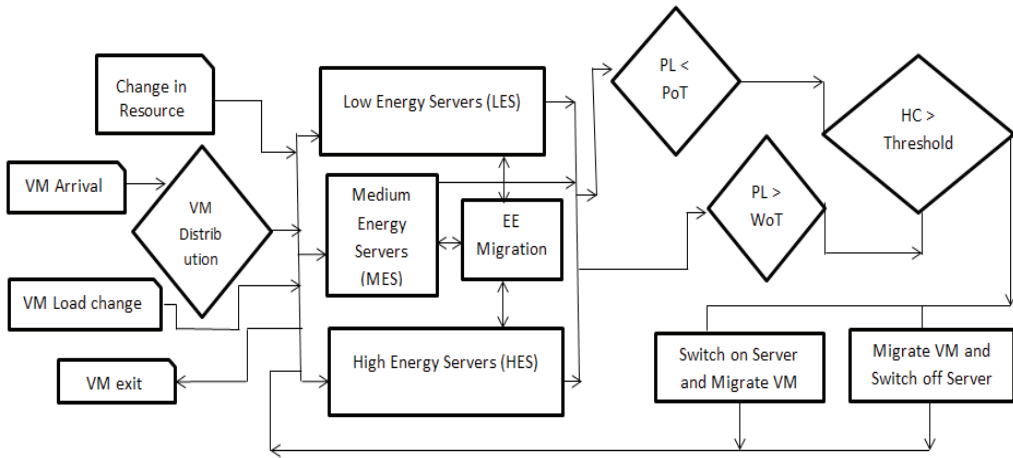 Change in
Resource
VM Arrival
VM
Distrib
ution
VM Load change
VM exit
Low Energy Servers (LES)
Medium
Energy
Servers
(MES)
EE
Migration
High Energy Servers (HES)
PL <
PoT
PL >
WoT
HC >
Threshold
Switch on Server
and Migrate VM
Migrate VM and
Switch off Server